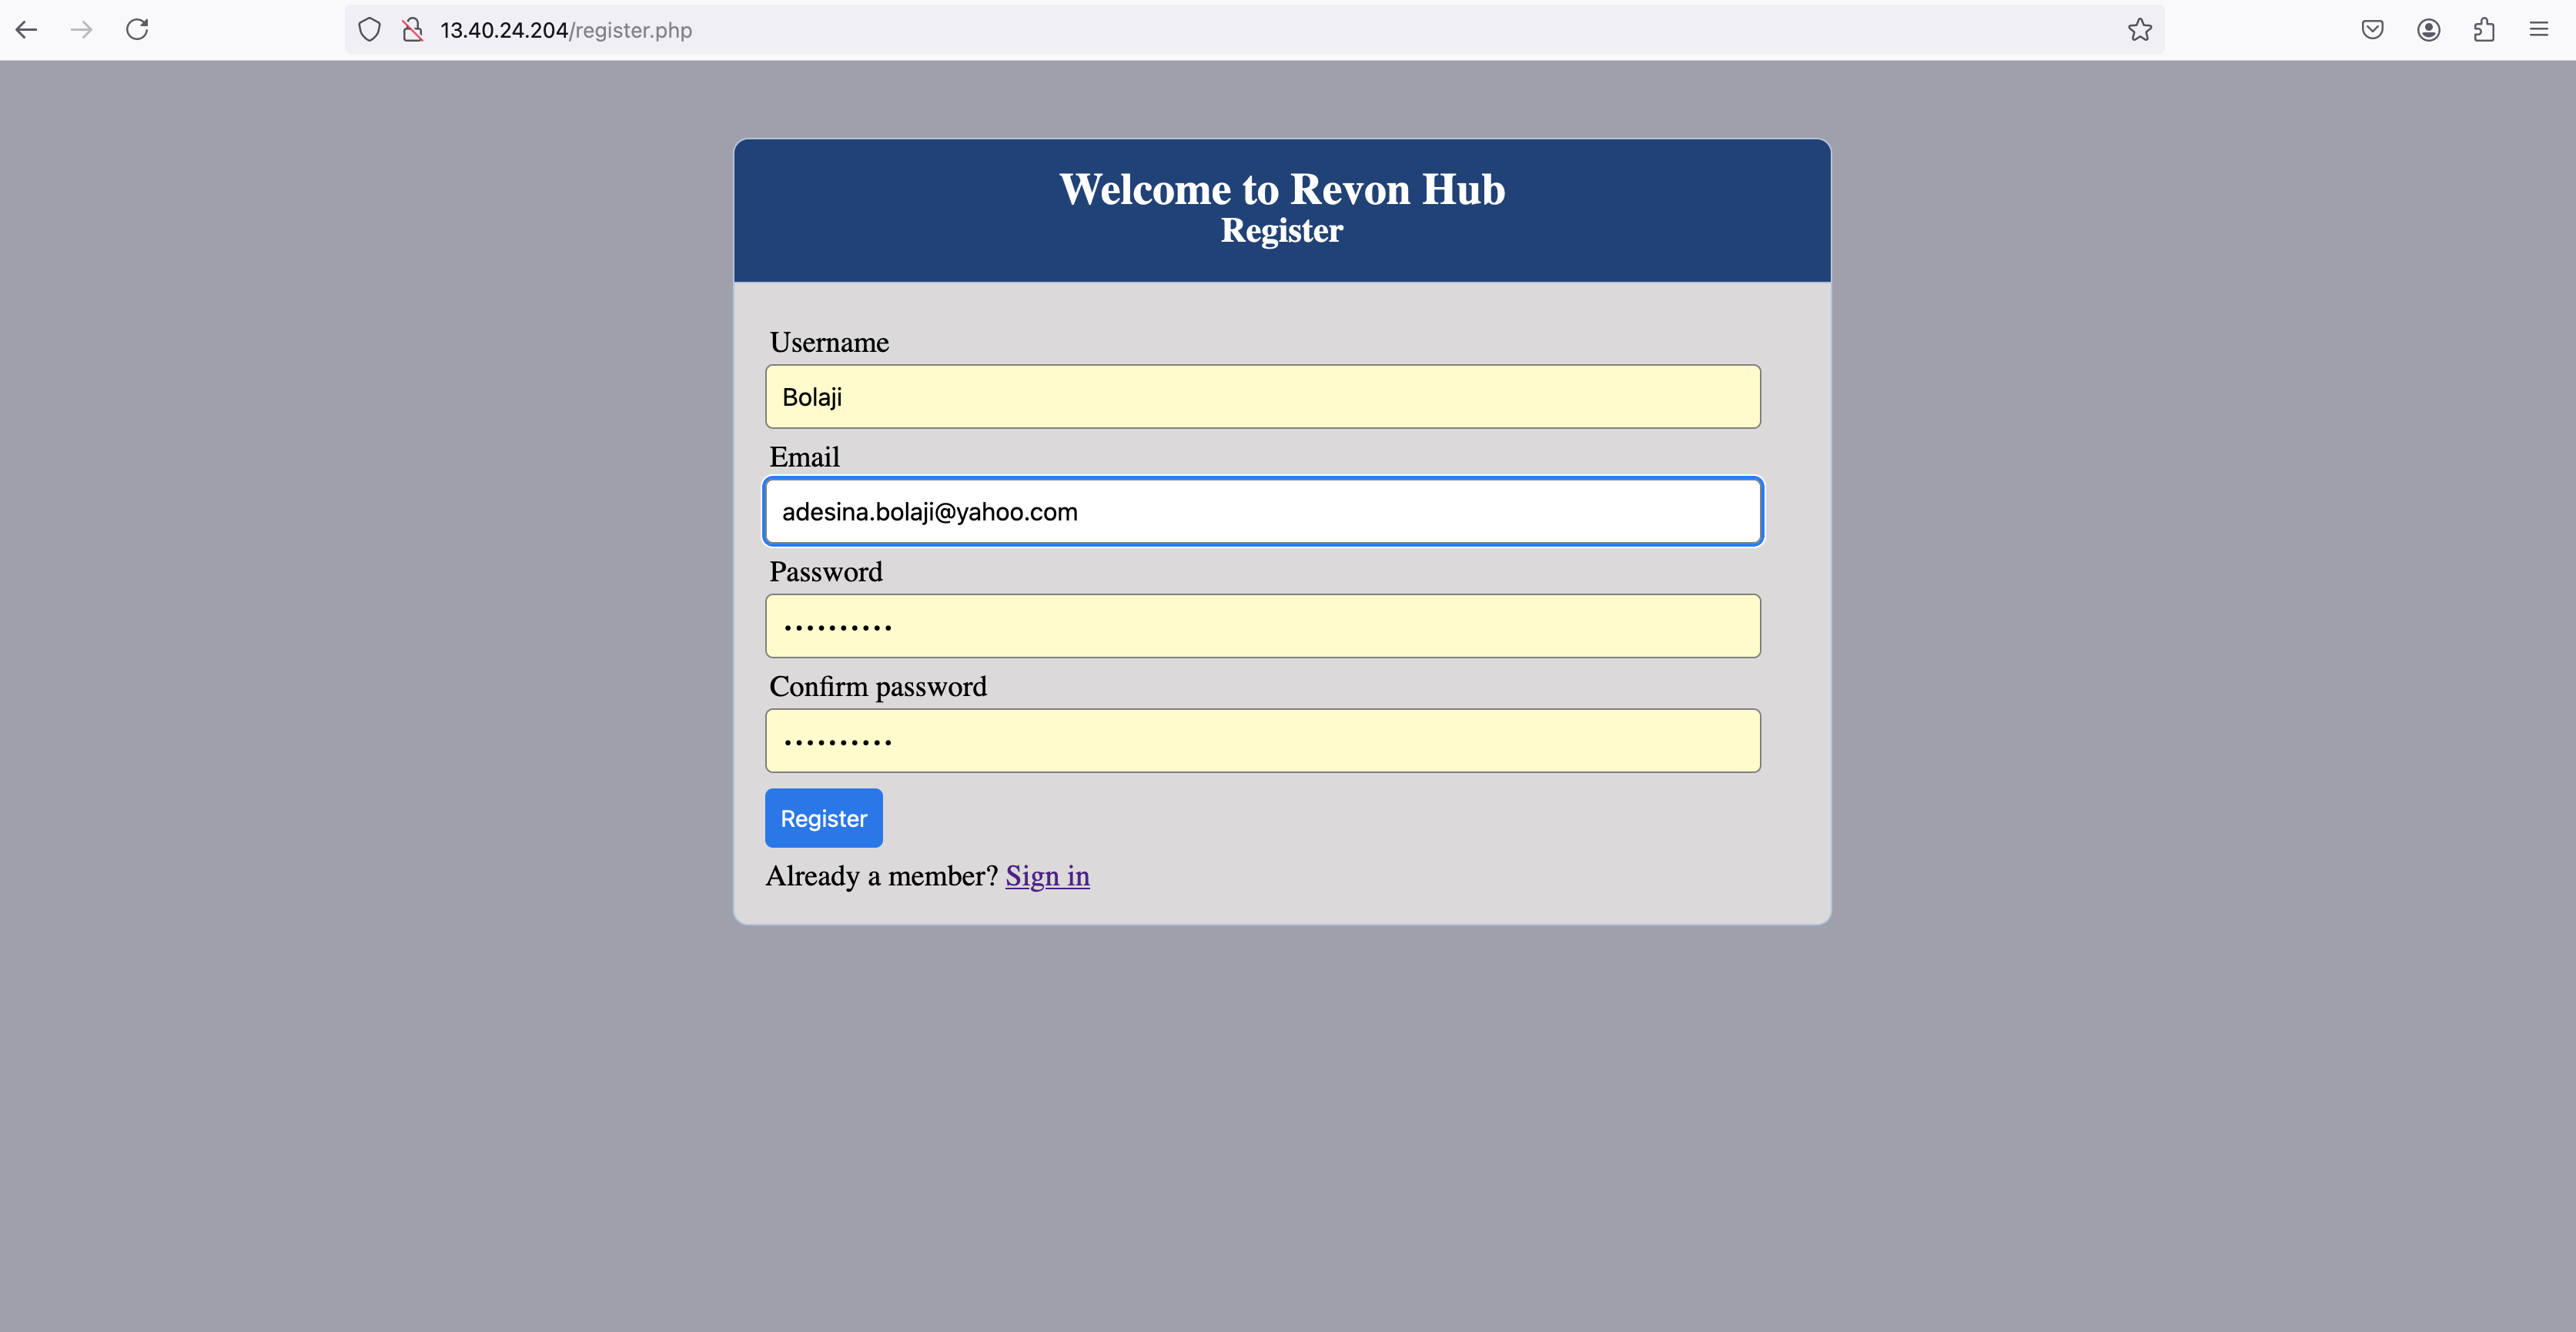 13.40.24.204/register.php
Welcome to Revon Hub
Register
Username
Bolaji
Email
adesina.bolaji@yahoo.com
Password
••••••••••
Confirm password
••••••••••
Register
Already a member? Sign in